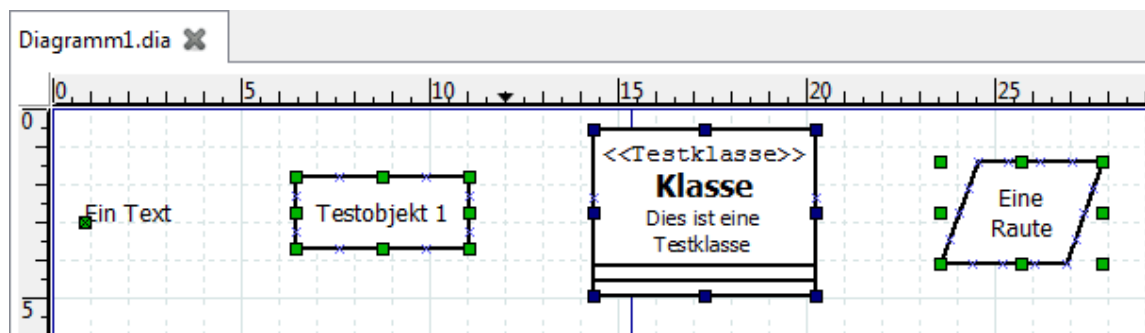 Diagramm1.dia
0 5 10 15 20 25
0
5
Ein Text
Testobjekt 1
<<Testklasse>>
Klasse
Dies ist eine
Testklasse
Eine
Raute